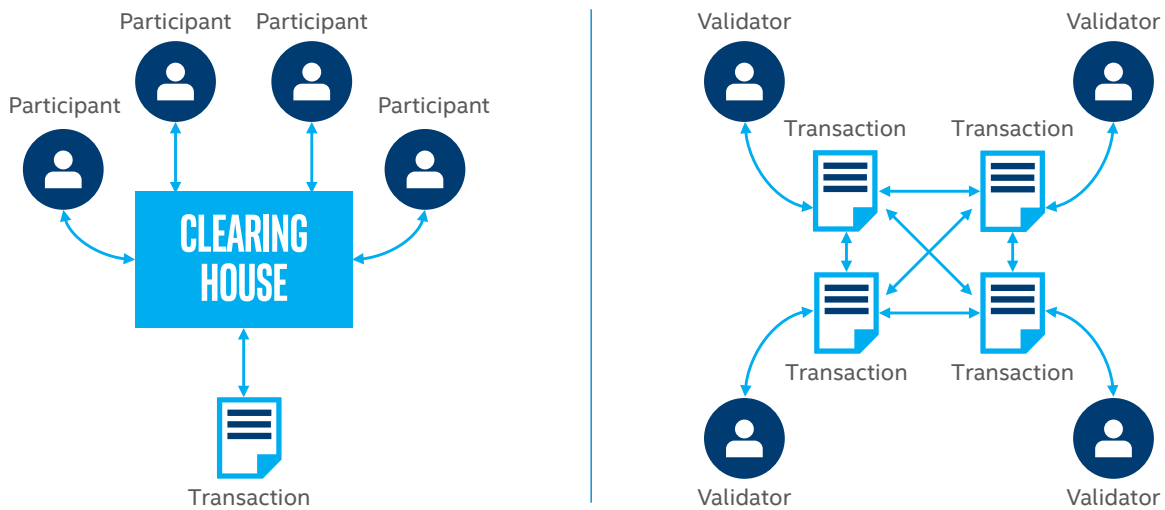 Participant
Participant
Participant
Participant
CLEARING
HOUSE
Transaction
Validator
Validator
Transaction
Transaction
Transaction
Transaction
Validator
Validator